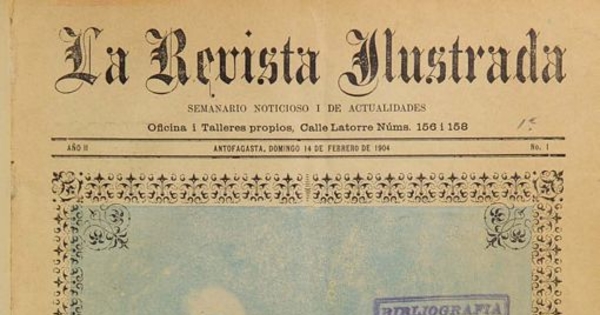 La Revista Ilustrada
SEMANARIO NOTICIOSO I DE ACTUALIDADES
Oficina i Talleres propios, Calle Latorre Núms. 156 i 158
AÑO II ANTOFAGASTA, DOMINGO 14 DE FEBRERO DE 1904 No. 1
BIBLIOGRAFIA